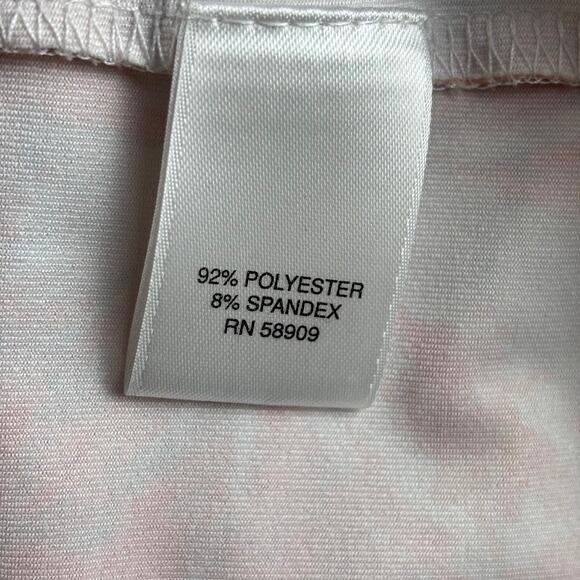 92% POLYESTER
8% SPANDEX
RN 58909